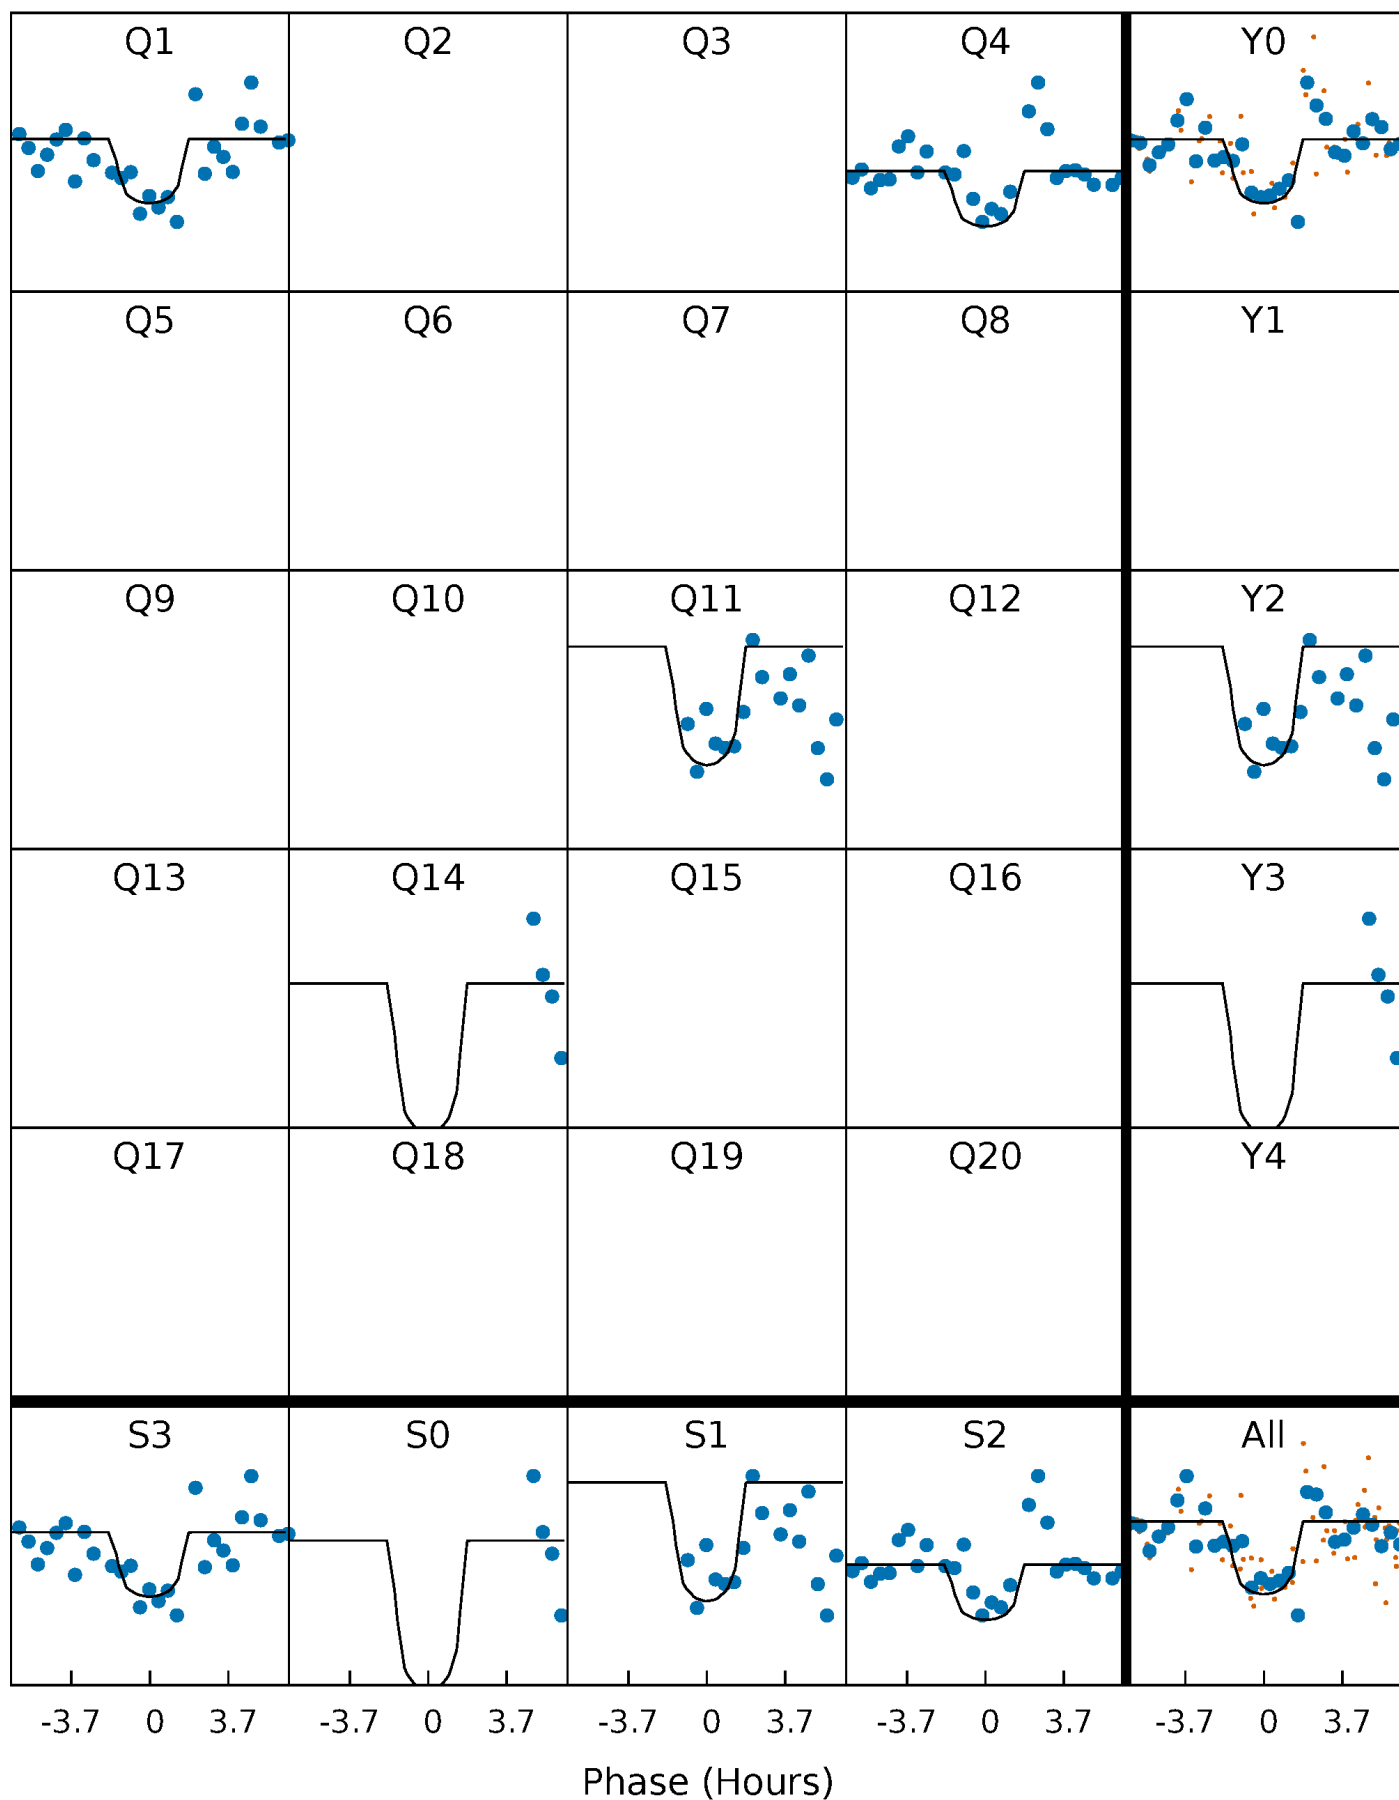 Q1 Q2 Q3 Q4 Y0
Q5 Q6 Q7 Q8 Y1
Q9 Q10 Q11 Q12 Y2
Q13 Q14 Q15 Q16 Y3
Q17 Q18 Q19 Q20 Y4
S3 S0 S1 S2 All
-3.7 0 3.7 -3.7 0 3.7 -3.7 0 3.7 -3.7 0 3.7 -3.7 0 3.7
Phase (Hours)